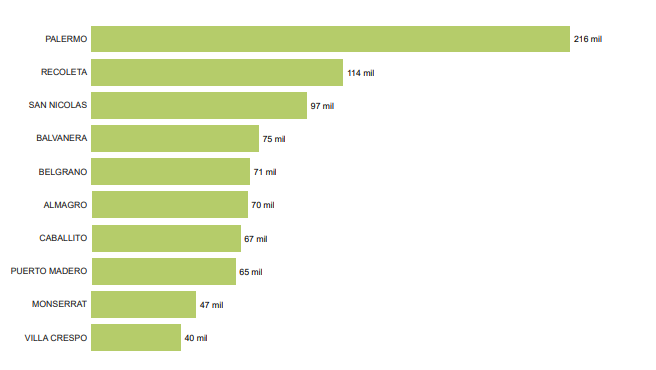 PALERMO 216 mil
RECOLETA 114 mil
SAN NICOLAS 97 mil
BALVANERA 75 mil
BELGRANO 71 mil
ALMAGRO 70 mil
CABALLITO 67 mil
PUERTO MADERO 65 mil
MONSERRAT 47 mil
VILLA CRESPO 40 mil